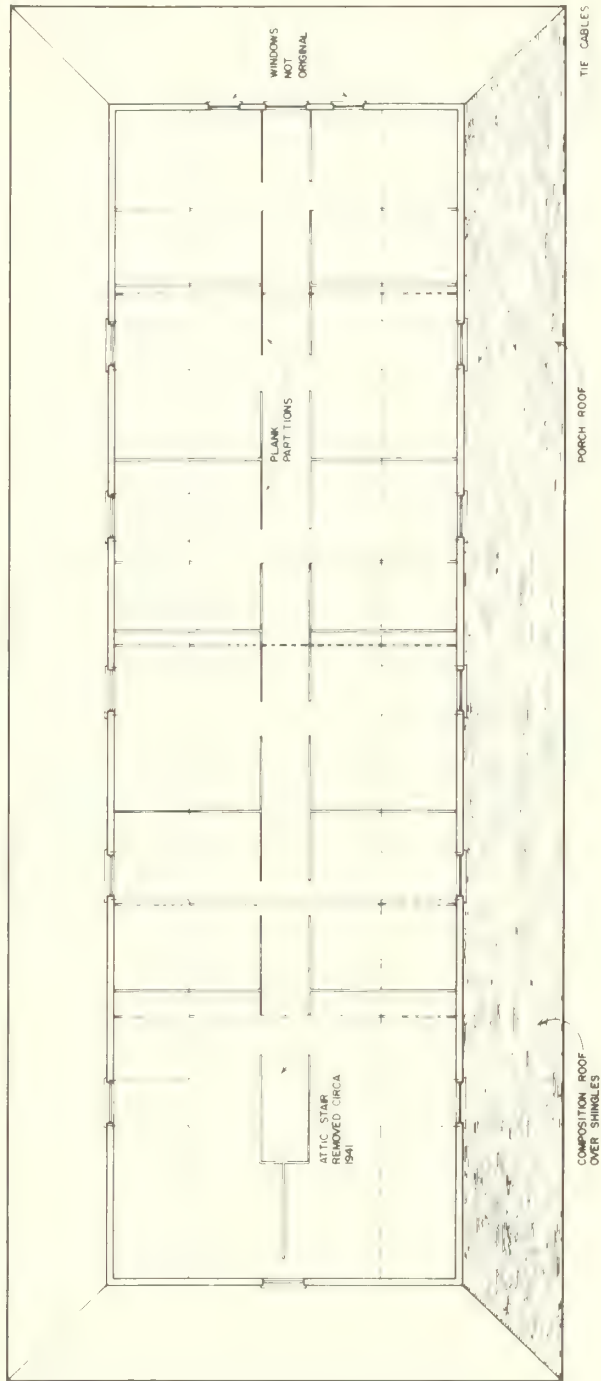 WINDOWS
NOT
ORIGINAL
PLANK
PARTITIONS
ATTIC STAIR
REMOVED CIRCA
1941
TIE CABLES
PORCH ROOF
COMPOSITION ROOF
OVER SHINGLES